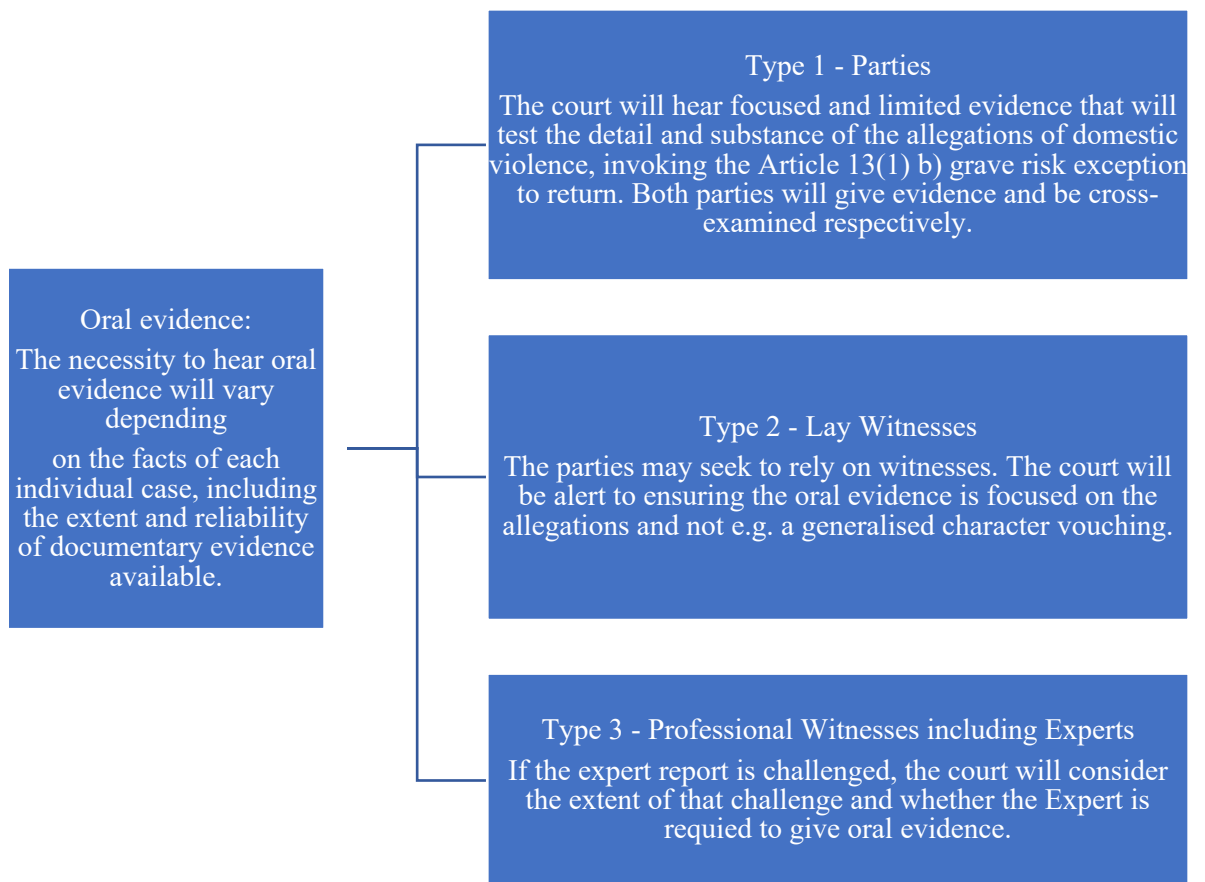 Oral evidence:
The necessity to hear oral
evidence will vary
depending
on the facts of each
individual case, including
the extent and reliability
of documentary evidence
available.
Type 1 - Parties
The court will hear focused and limited evidence that will
test the detail and substance of the allegations of domestic
violence, invoking the Article 13(1) b) grave risk exception
to return. Both parties will give evidence and be cross-
examined respectively.
Type 2 - Lay Witnesses
The parties may seek to rely on witnesses. The court will
be alert to ensuring the oral evidence is focused on the
allegations and not e.g. a generalised character vouching.
Type 3 - Professional Witnesses including Experts
If the expert report is challenged, the court will consider
the extent of that challenge and whether the Expert is
requied to give oral evidence.